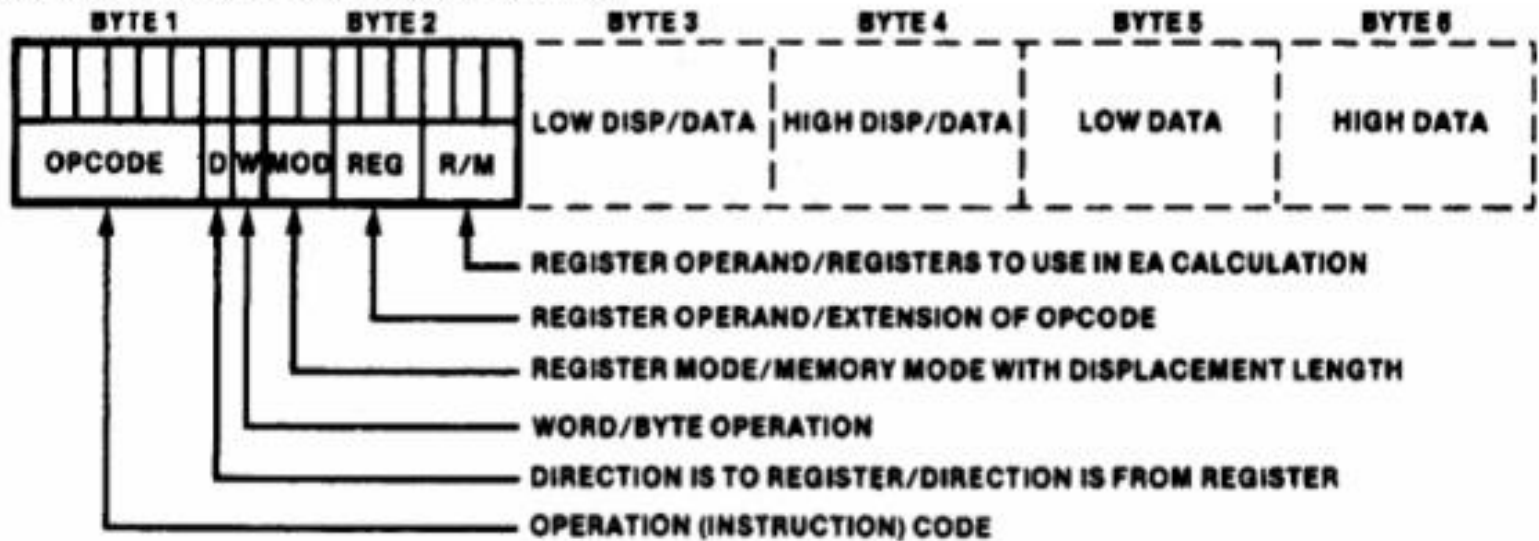 BYTE 1 BYTE 2 BYTE 3 BYTE 4 BYTE 5 BYTE 6
LOW DISP/DATA HIGH DISP/DATA LOW DATA HIGH DATA
OPCODE D W MOD REG R/M
REGISTER OPERAND/REGISTERS TO USE IN EA CALCULATION
REGISTER OPERAND/EXTENSION OF OPCODE
REGISTER MODE/MEMORY MODE WITH DISPLACEMENT LENGTH
WORD/BYTE OPERATION
DIRECTION IS TO REGISTER/DIRECTION IS FROM REGISTER
OPERATION (INSTRUCTION) CODE